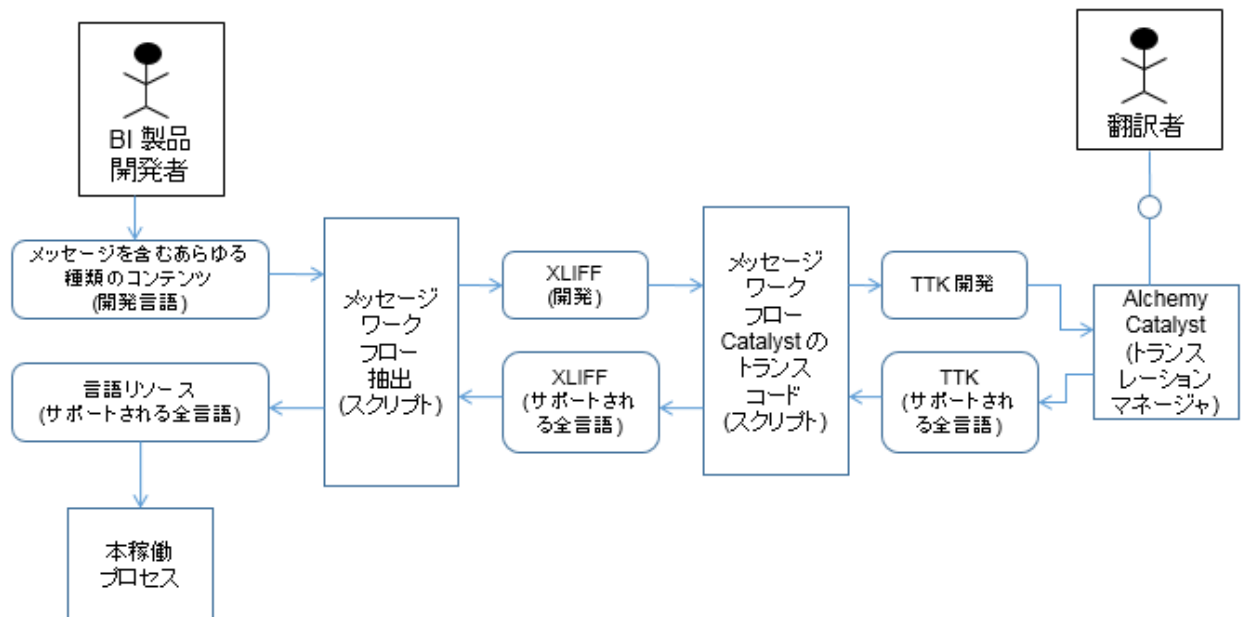 BI 製品
開発者
翻訳者
メッセージを含むあらゆる
種類のコンテンツ
(開発言語)
メッセージ
ワーク
フロー
抽出
(スクリプト)
XLIFF
(開発)
メッセージ
ワーク
フロー
Catalyst の
トランス
コード
(スクリプト)
TTK 開発
Alchemy
Catalyst
(トランス
レーション
マネージャ)
言語リソース
(サポートされる全言語)
XLIFF
(サポートされ
る全言語)
TTK
(サポートされ
る全言語)
本稼働
プロセス